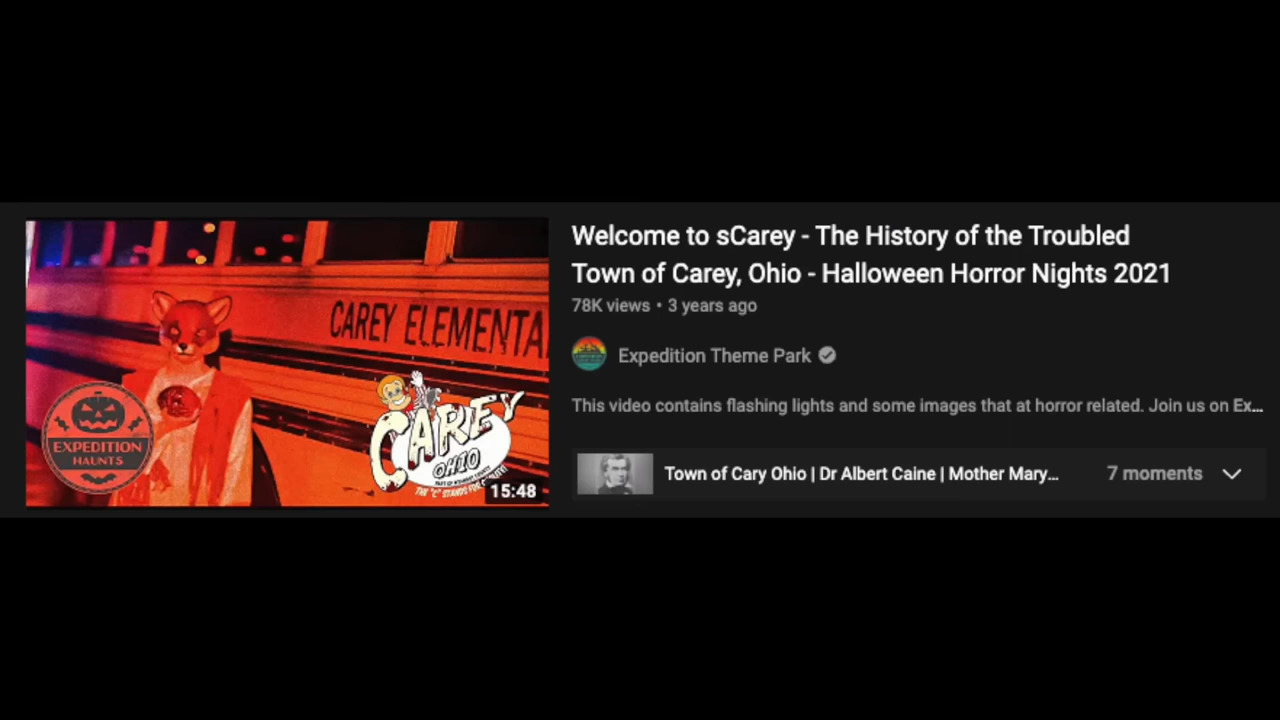 Welcome to sCarey - The History of the Troubled
Town of Carey, Ohio - Halloween Horror Nights 2021
78K views • 3 years ago
Expedition Theme Park
This video contains flashing lights and some images that at horror related. Join us on Ex...
Town of Cary Ohio | Dr Albert Caine | Mother Mary...
7 moments
CAREY ELEMENTA
EXPEDITION
HAUNTS
CAREY
OHIO
THE "C" STANDS FOR
15:48